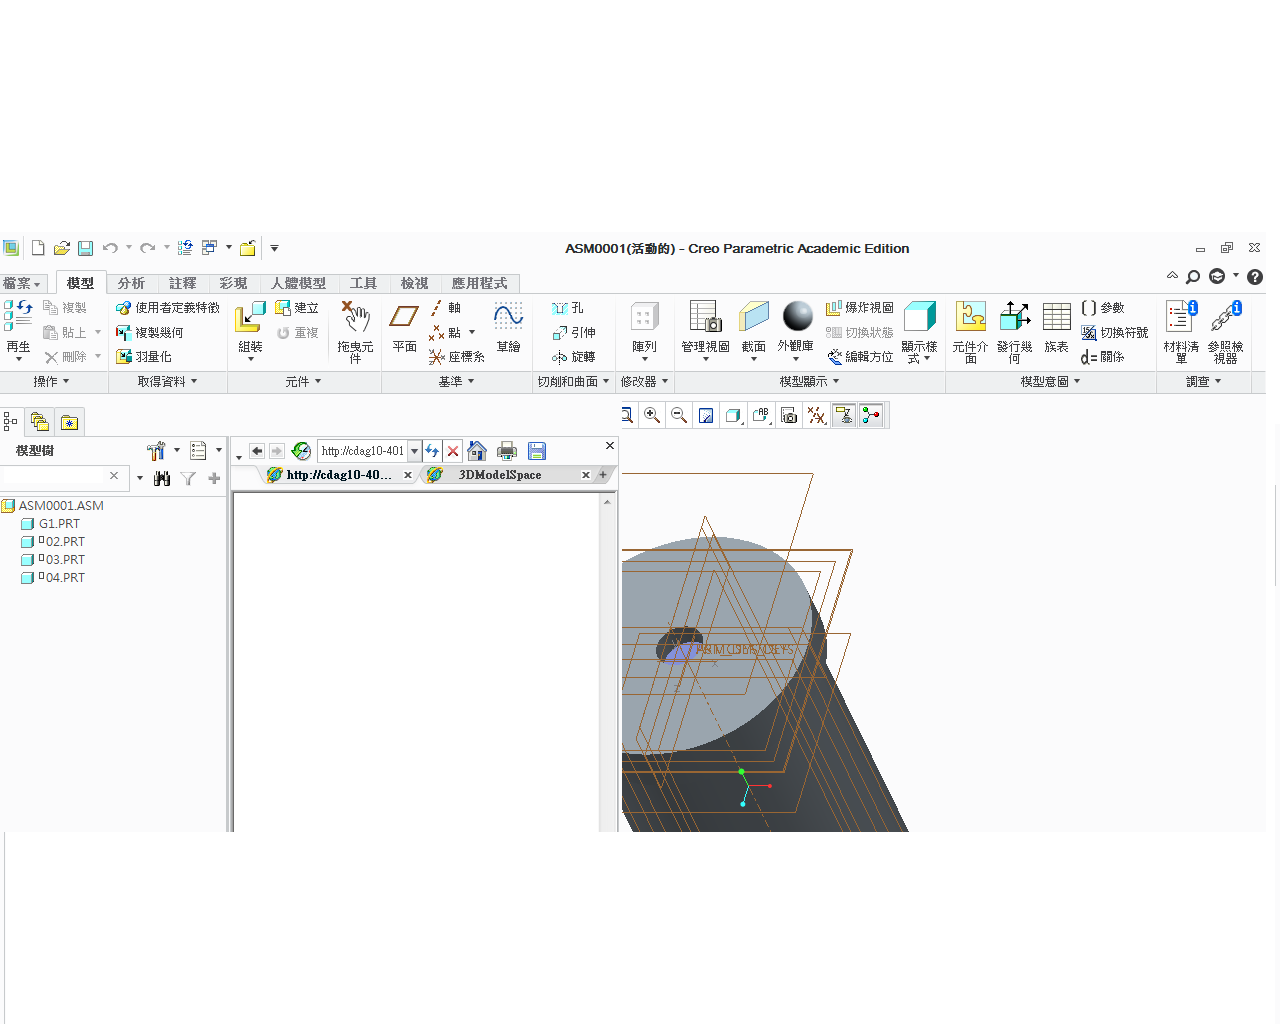 ASM0001(活動的) - Creo Parametric Academic Edition
檔案 模型 分析 註釋 彩現 人體模型 工具 檢視 應用程式
再生 複製 貼上 刪除
使用者定義特徵 複製幾何 羽量化
組裝 建立 重複
拖曳元件
平面 軸 點 座標系 草繪
孔 引伸 旋轉
陣列
管理視圖 截面 外觀庫 爆炸視圖 切換狀態 編輯方位 顯示樣式
元件介面 發行幾何 族表 參數 切換符號 d= 關係
材料清單 參照檢視器
操作 取得資料 元件 基準 切削和曲面 修改器 模型顯示 模型意圖 調查
模型樹
http://cdag10-401
http://cdag10-40... 3DModelSpace
ASM0001.ASM
G1.PRT
02.PRT
03.PRT
04.PRT
X
Z